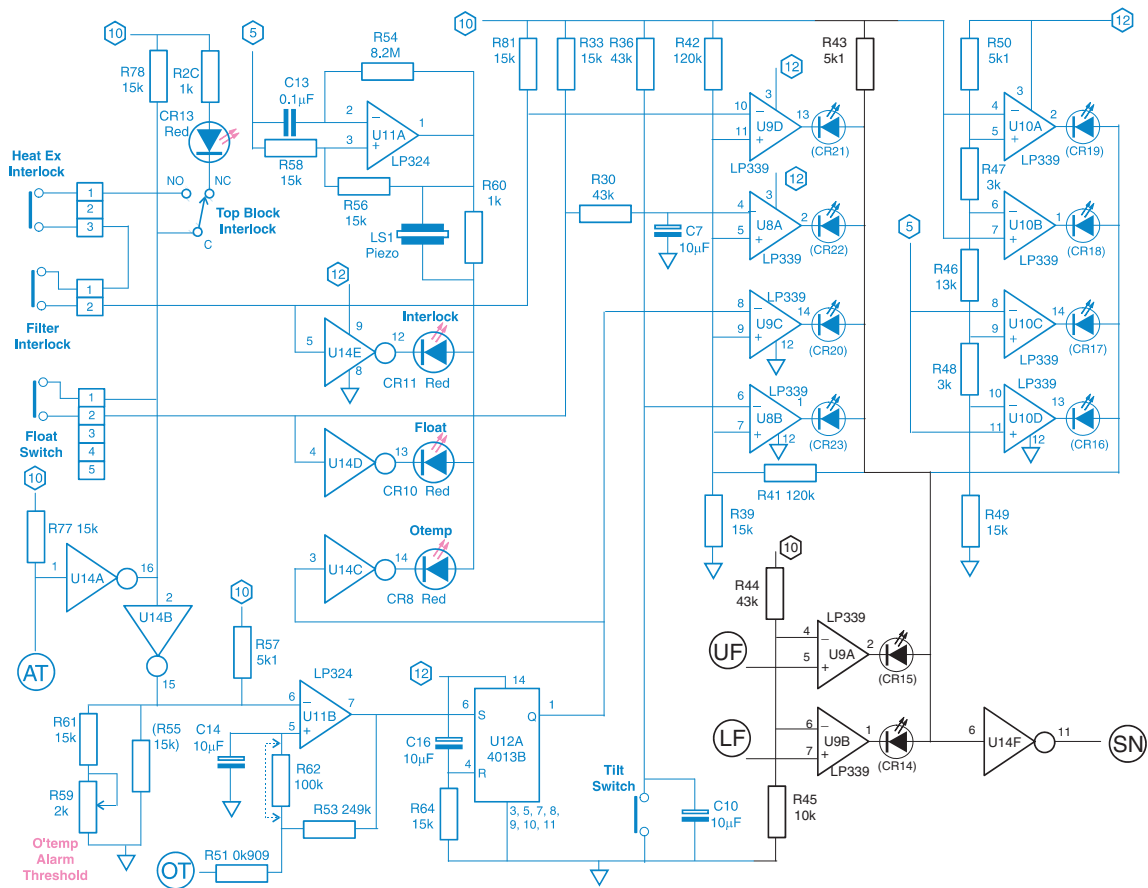 10
5
10
12
R78
15k
R2C
1k
CR13
Red
C13
0.1µF
R54
8.2M
2
−
3
+
U11A
1
LP324
R58
15k
R56
15k
LS1
Piezo
R60
1k
Heat Ex
Interlock
1
2
3
NO
NC
C
Top Block
Interlock
Filter
Interlock
1
2
Float
Switch
1
2
3
4
5
R81
15k
R33
15k
R36
43k
R42
120k
R43
5k1
R50
5k1
R30
43k
C7
10µF
12
3
10
−
11
+
U9D
13
LP339
(CR21)
12
3
4
−
5
+
U8A
2
LP339
(CR22)
LP339
8
−
9
+
U9C
14
12
(CR20)
LP339
6
−
7
+
U8B
1
12
(CR23)
3
4
−
5
+
U10A
2
LP339
(CR19)
R47
3k
6
−
7
+
U10B
1
LP339
(CR18)
5
R46
13k
8
−
9
+
U10C
14
LP339
(CR17)
R48
3k
10
−
11
+
U10D
13
12
(CR16)
R41 120k
R39
15k
R49
15k
12
9
5
U14E
12
8
Interlock
CR11 Red
4
U14D
13
Float
CR10 Red
3
U14C
14
Otemp
CR8 Red
10
R77 15k
1
U14A
16
2
U14B
15
AT
10
R57
5k1
LP324
6
−
5
+
U11B
7
R61
15k
(R55
15k)
R59
2k
O'temp
Alarm
Threshold
C14
10µF
R62
100k
R53 249k
R51 0k909
OT
12
14
6
S
Q
1
U12A
4013B
4
R
3, 5, 7, 8,
9, 10, 11
C16
10µF
R64
15k
Tilt
Switch
C10
10µF
10
R44
43k
LP339
4
−
5
+
U9A
2
(CR15)
UF
LF
6
−
7
+
U9B
1
LP339
(CR14)
R45
10k
6
U14F
11
SN